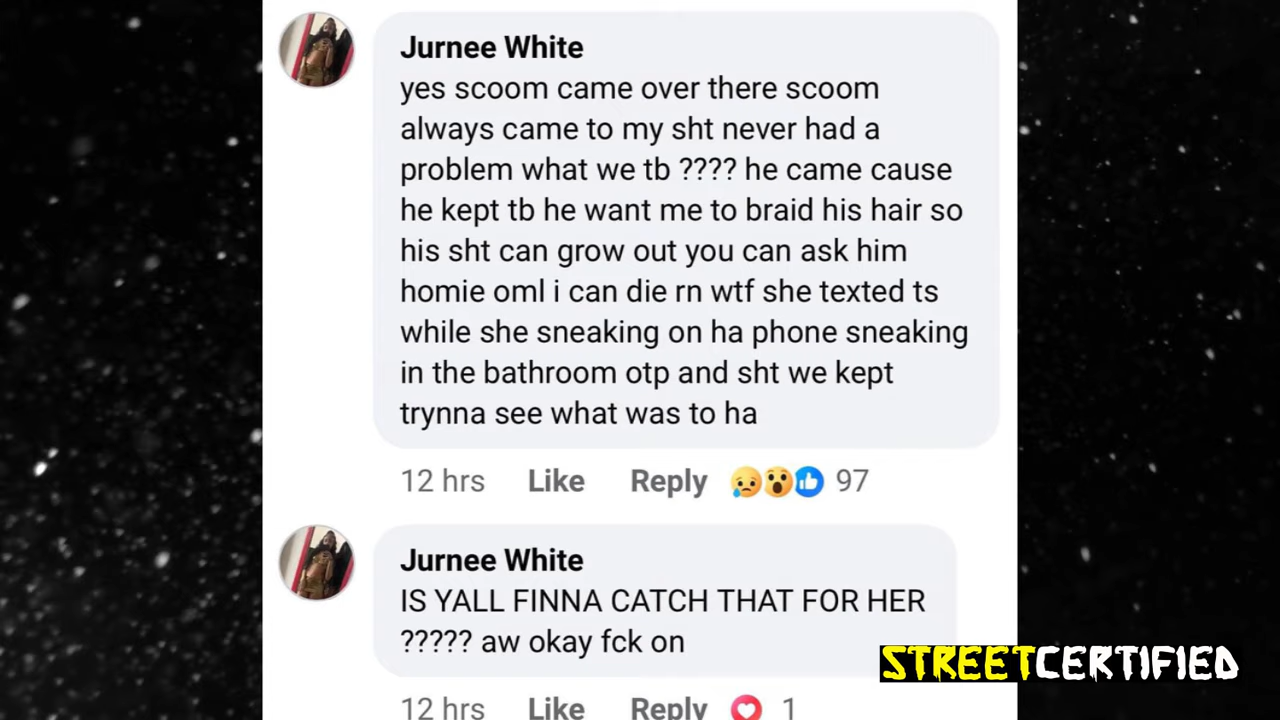 Jurnee White
yes scoom came over there scoom
always came to my sht never had a
problem what we tb ???? he came cause
he kept tb he want me to braid his hair so
his sht can grow out you can ask him
homie oml i can die rn wtf she texted ts
while she sneaking on ha phone sneaking
in the bathroom otp and sht we kept
trynna see what was to ha
12 hrs Like Reply 97
Jurnee White
IS YALL FINNA CATCH THAT FOR HER
????? aw okay fck on
STREETCERTIFIED
12 hrs Like Reply 1